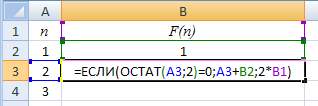 A B
1 n F(n)
2 1 1
3 2 =ЕСЛИ(ОСТАТ(A3;2)=0;A3+B2;2*B1)
4 3